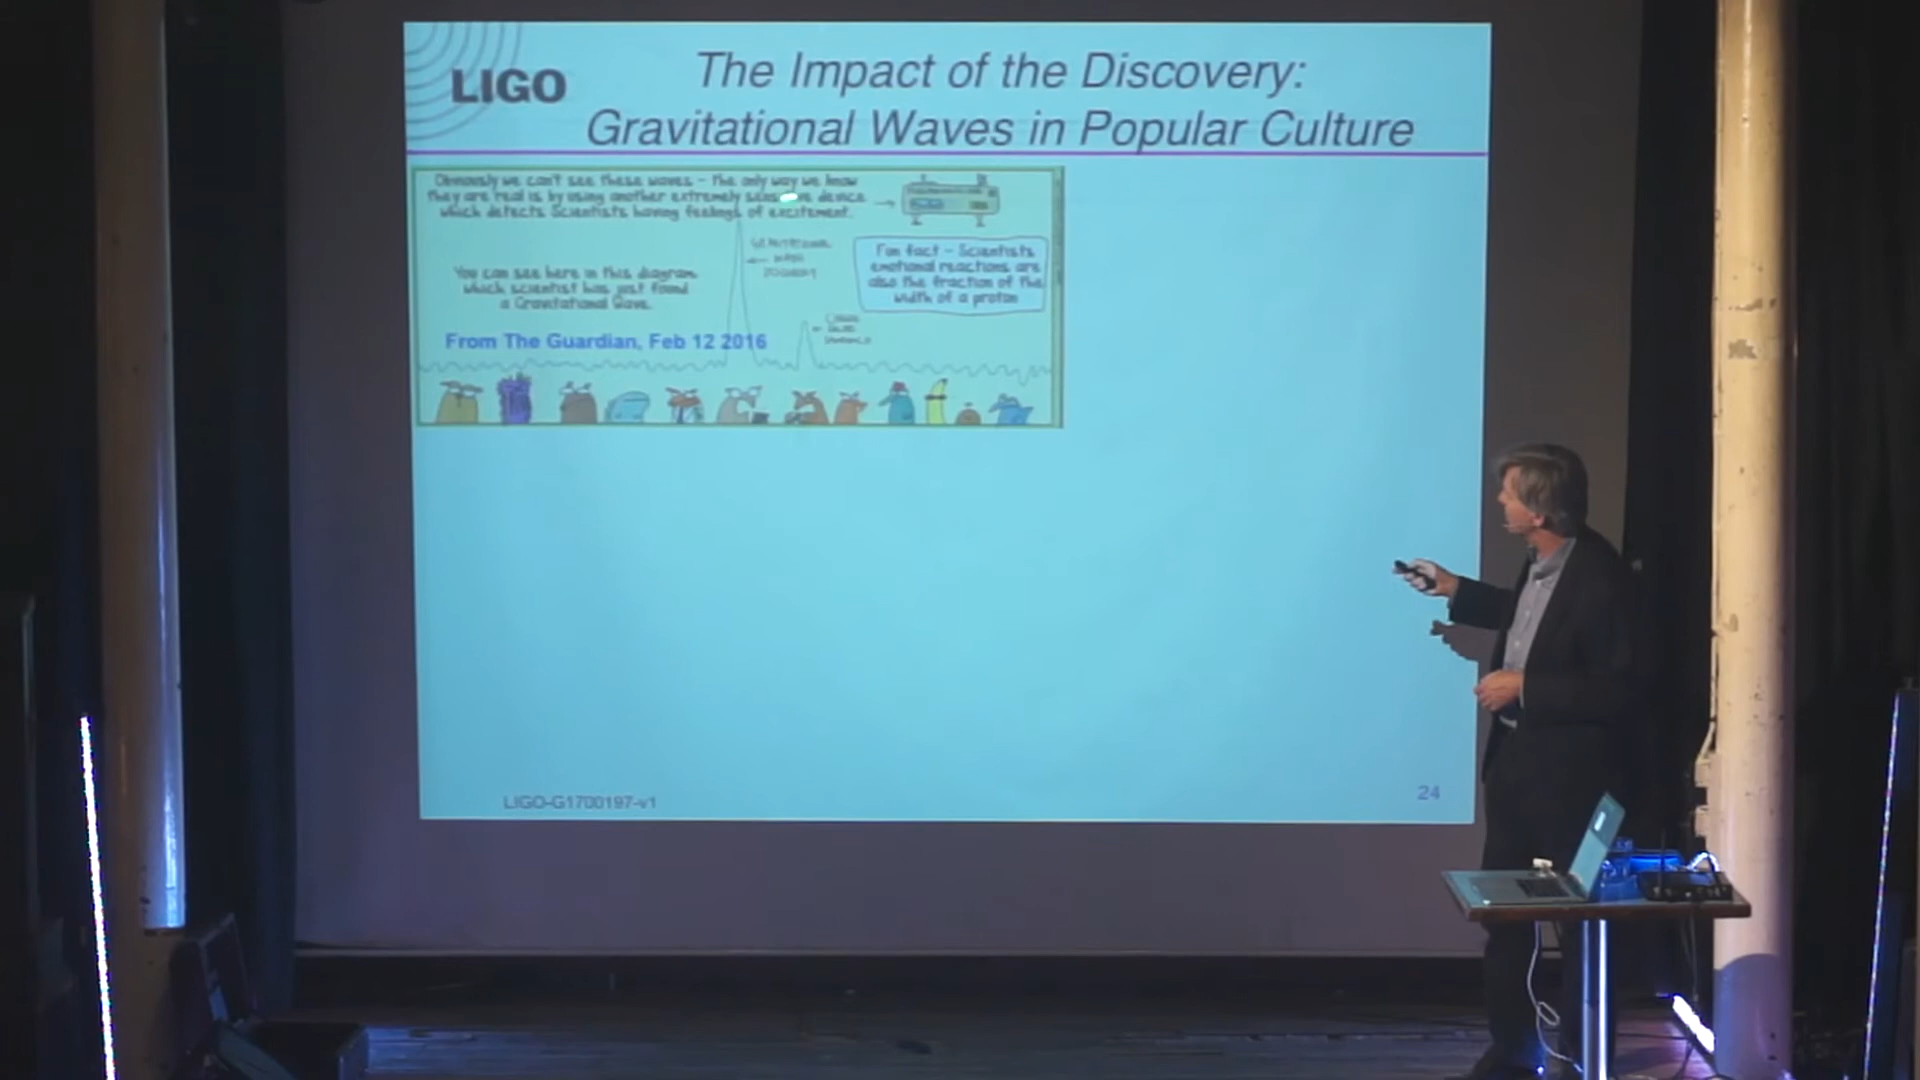 LIGO
The Impact of the Discovery:
Gravitational Waves in Popular Culture
Obviously we can't see these waves - the only way we know
they are real is by using another extremely sensitive device
which detects Scientists having feelings of excitement.
GRAVITATIONAL
WAVE
DISCOVERY
Fun fact - Scientists
emotional reactions are
also the fraction of the
width of a proton
You can see here in this diagram
which scientist has just found
a Gravitational Wave.
From The Guardian, Feb 12 2016
LIGO-G1700197-v1
24